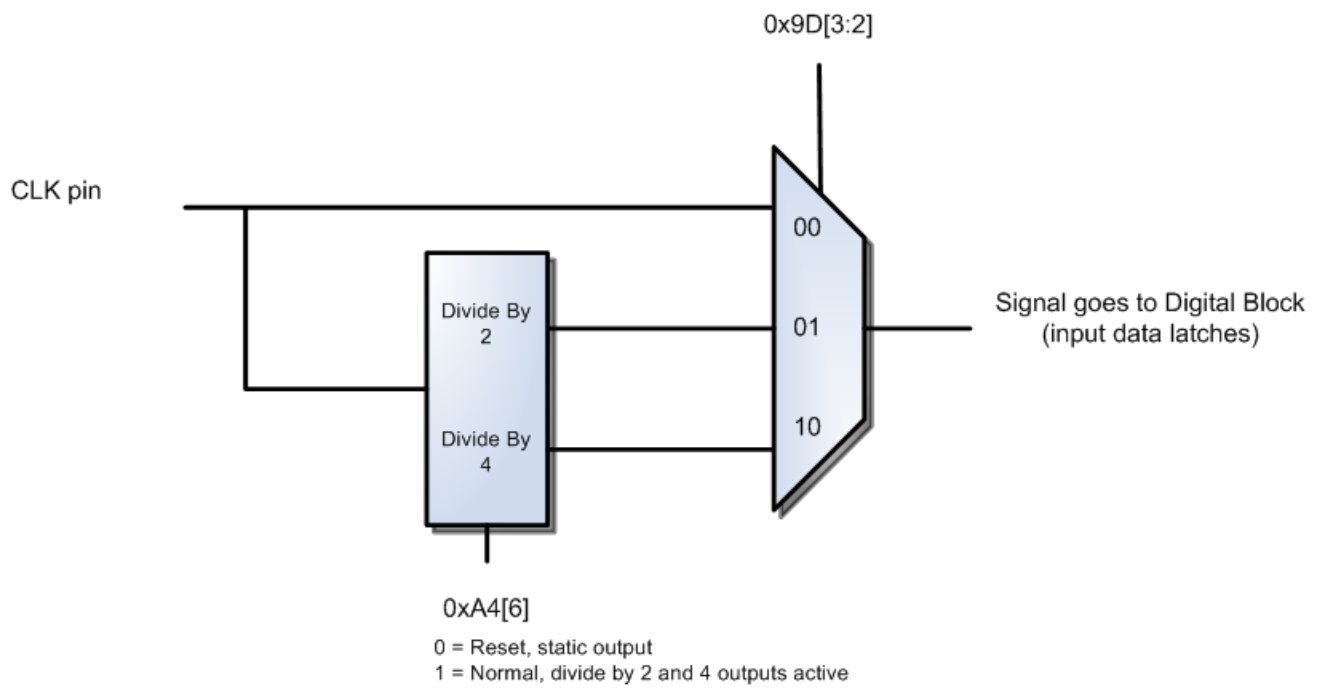 0x9D[3:2]
CLK pin
00
Divide By
2
01
Signal goes to Digital Block
(input data latches)
10
Divide By
4
0xA4[6]
0 = Reset, static output
1 = Normal, divide by 2 and 4 outputs active